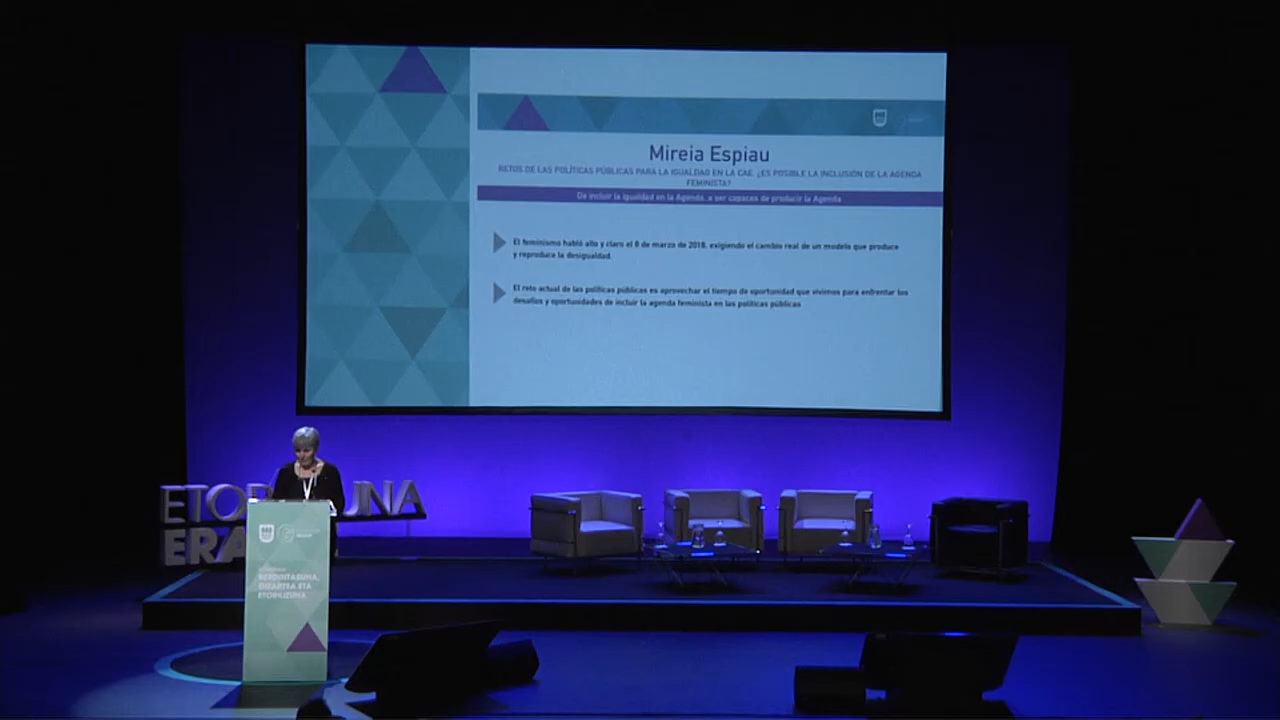 Mireia Espiau
RETOS DE LAS POLÍTICAS PÚBLICAS PARA LA IGUALDAD EN LA CAE. ¿ES POSIBLE LA INCLUSIÓN DE LA AGENDA
FEMINISTA?
De incluir la igualdad en la Agenda, a ser capaces de producir la Agenda
El feminismo habló alto y claro el 8 de marzo de 2018, exigiendo el cambio real de un modelo que produce
y reproduce la desigualdad.
El reto actual de las políticas públicas es aprovechar el tiempo de oportunidad que vivimos para enfrentar los
desafíos y oportunidades de incluir la agenda feminista en las políticas públicas
ETOR UNA
ERA
BERDINTASUNA,
GIZARTEA ETA
ETORKIZUNA